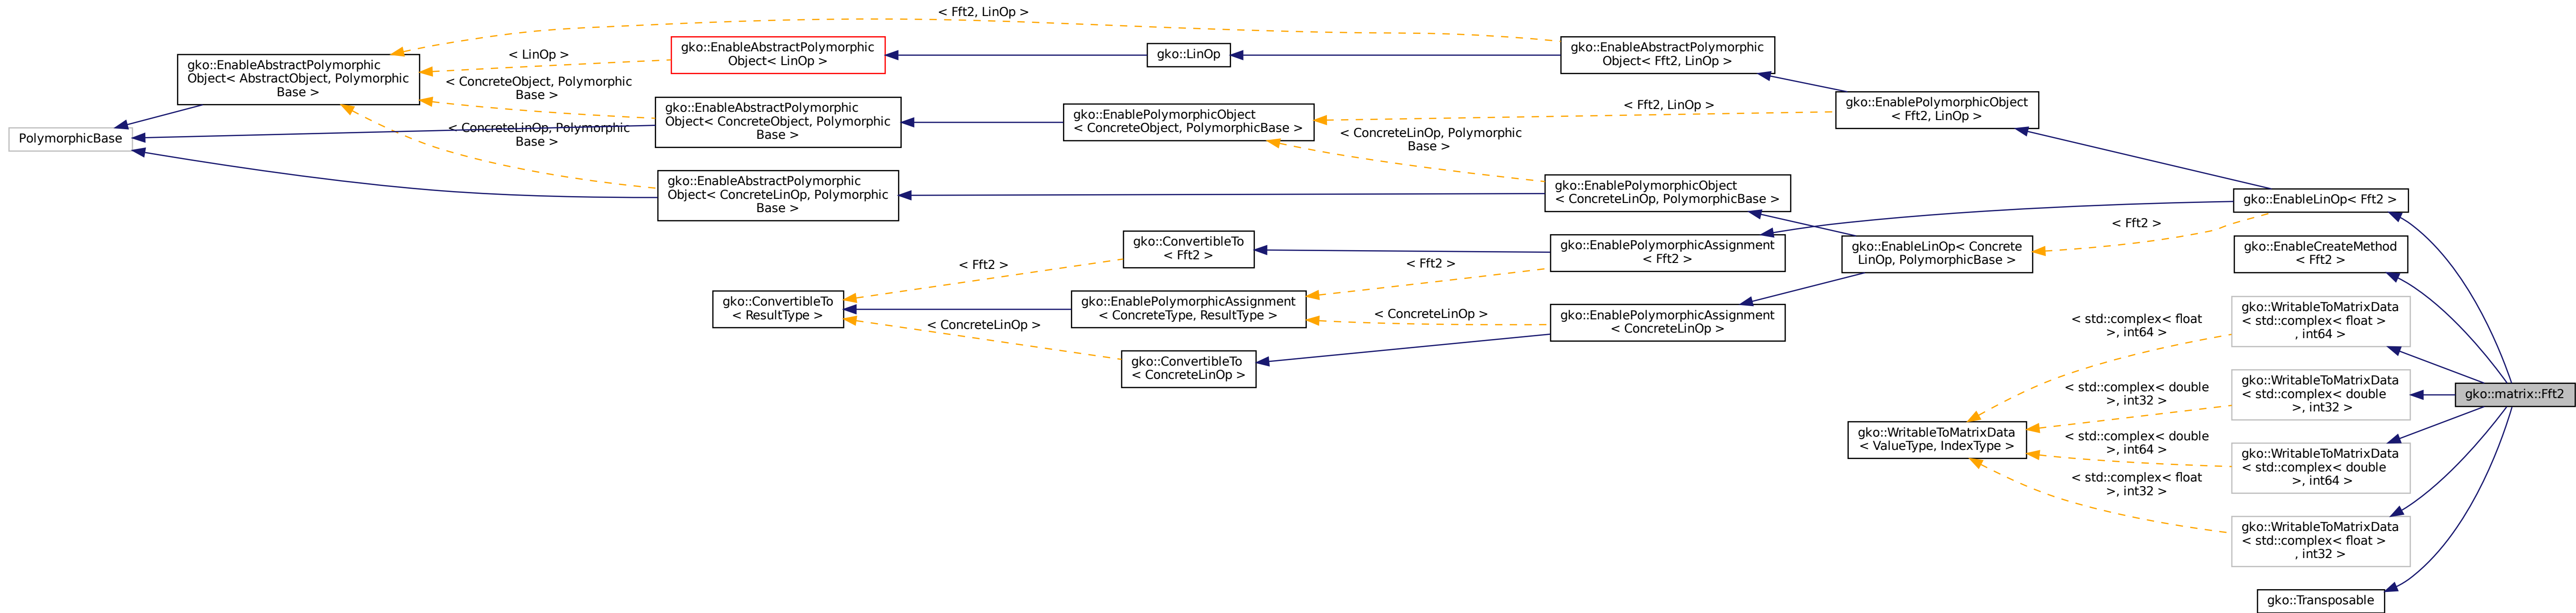 PolymorphicBase
gko::EnableAbstractPolymorphic
Object< AbstractObject, Polymorphic
Base >
< Fft2, LinOp >
< LinOp >
< ConcreteObject, Polymorphic
Base >
< ConcreteLinOp, Polymorphic
Base >
gko::EnableAbstractPolymorphic
Object< LinOp >
gko::EnableAbstractPolymorphic
Object< ConcreteObject, Polymorphic
Base >
gko::EnableAbstractPolymorphic
Object< ConcreteLinOp, Polymorphic
Base >
gko::ConvertibleTo
< ResultType >
< Fft2 >
< ConcreteLinOp >
gko::LinOp
gko::EnablePolymorphicObject
< ConcreteObject, PolymorphicBase >
gko::ConvertibleTo
< Fft2 >
gko::EnablePolymorphicAssignment
< ConcreteType, ResultType >
gko::ConvertibleTo
< ConcreteLinOp >
< ConcreteLinOp, Polymorphic
Base >
< Fft2 >
< ConcreteLinOp >
gko::EnableAbstractPolymorphic
Object< Fft2, LinOp >
< Fft2, LinOp >
gko::EnablePolymorphicObject
< ConcreteLinOp, PolymorphicBase >
gko::EnablePolymorphicAssignment
< Fft2 >
gko::EnablePolymorphicAssignment
< ConcreteLinOp >
gko::EnablePolymorphicObject
< Fft2, LinOp >
gko::EnableLinOp< Concrete
LinOp, PolymorphicBase >
gko::WritableToMatrixData
< ValueType, IndexType >
< Fft2 >
< std::complex< float
>, int64 >
< std::complex< double
>, int32 >
< std::complex< double
>, int64 >
< std::complex< float
>, int32 >
gko::EnableLinOp< Fft2 >
gko::EnableCreateMethod
< Fft2 >
gko::WritableToMatrixData
< std::complex< float >
, int64 >
gko::WritableToMatrixData
< std::complex< double
>, int32 >
gko::WritableToMatrixData
< std::complex< double
>, int64 >
gko::WritableToMatrixData
< std::complex< float >
, int32 >
gko::Transposable
gko::matrix::Fft2